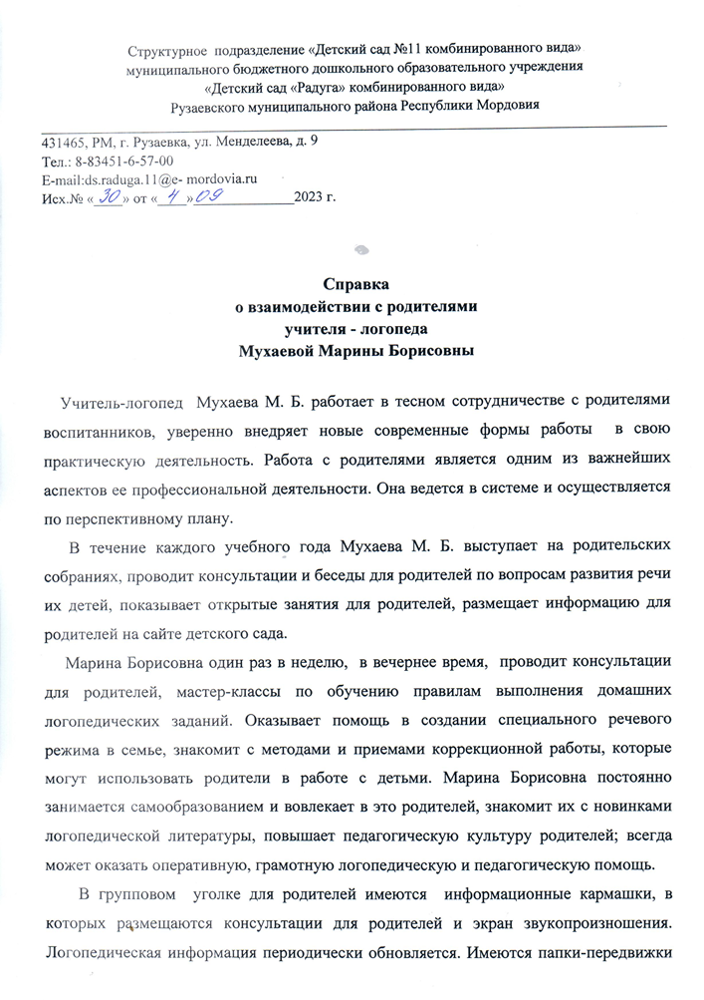 Структурное подразделение «Детский сад №11 комбинированного вида»
муниципального бюджетного дошкольного образовательного учреждения
«Детский сад «Радуга» комбинированного вида»
Рузаевского муниципального района Республики Мордовия
431465, РМ, г. Рузаевка, ул. Менделеева, д. 9
Тел.: 8-83451-6-57-00
E-mail:ds.raduga.11@e- mordovia.ru
Исх.№ «30» от «4»09 2023 г.
Справка
о взаимодействии с родителями
учителя - логопеда
Мухаевой Марины Борисовны
Учитель-логопед Мухаева М. Б. работает в тесном сотрудничестве с родителями
воспитанников, уверенно внедряет новые современные формы работы в свою
практическую деятельность. Работа с родителями является одним из важнейших
аспектов ее профессиональной деятельности. Она ведется в системе и осуществляется
по перспективному плану.
В течение каждого учебного года Мухаева М. Б. выступает на родительских
собраниях, проводит консультации и беседы для родителей по вопросам развития речи
их детей, показывает открытые занятия для родителей, размещает информацию для
родителей на сайте детского сада.
Марина Борисовна один раз в неделю, в вечернее время, проводит консультации
для родителей, мастер-классы по обучению правилам выполнения домашних
логопедических заданий. Оказывает помощь в создании специального речевого
режима в семье, знакомит с методами и приемами коррекционной работы, которые
могут использовать родители в работе с детьми. Марина Борисовна постоянно
занимается самообразованием и вовлекает в это родителей, знакомит их с новинками
логопедической литературы, повышает педагогическую культуру родителей; всегда
может оказать оперативную, грамотную логопедическую и педагогическую помощь.
В групповом уголке для родителей имеются информационные кармашки, в
которых размещаются консультации для родителей и экран звукопроизношения.
Логопедическая информация периодически обновляется. Имеются папки-передвижки